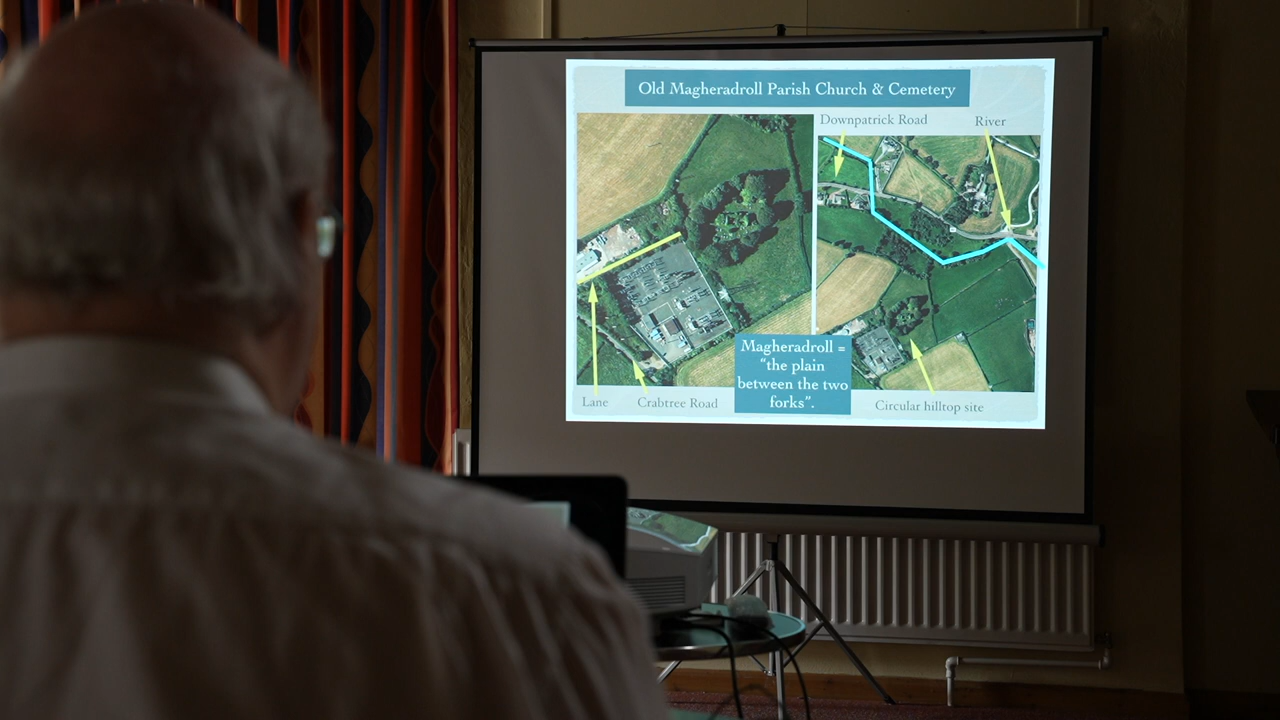 Old Magheradroll Parish Church & Cemetery
Downpatrick Road
River
Magheradroll =
“the plain
between the two
forks”.
Lane
Crabtree Road
Circular hilltop site